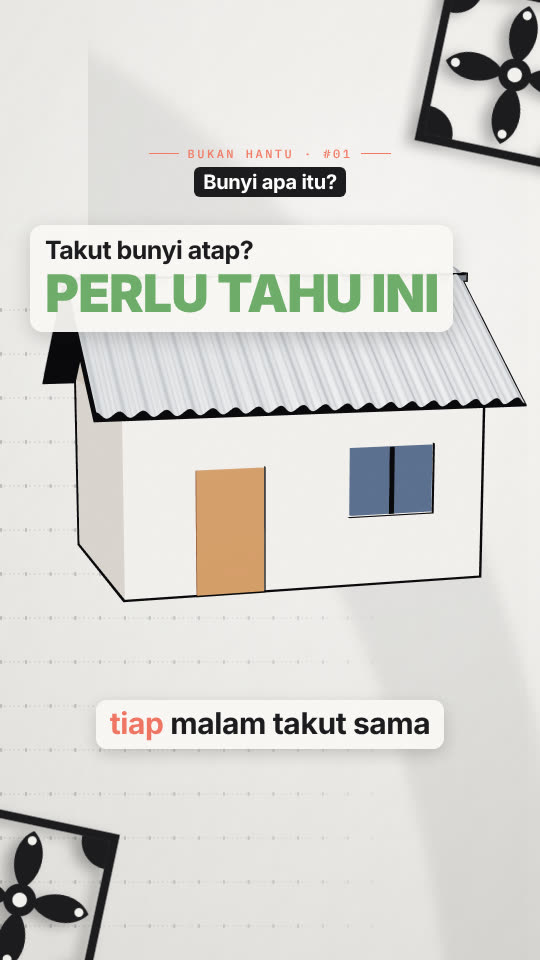 BUKAN HANTU · #01
Bunyi apa itu?
Takut bunyi atap?
PERLU TAHU INI
tiap malam takut sama